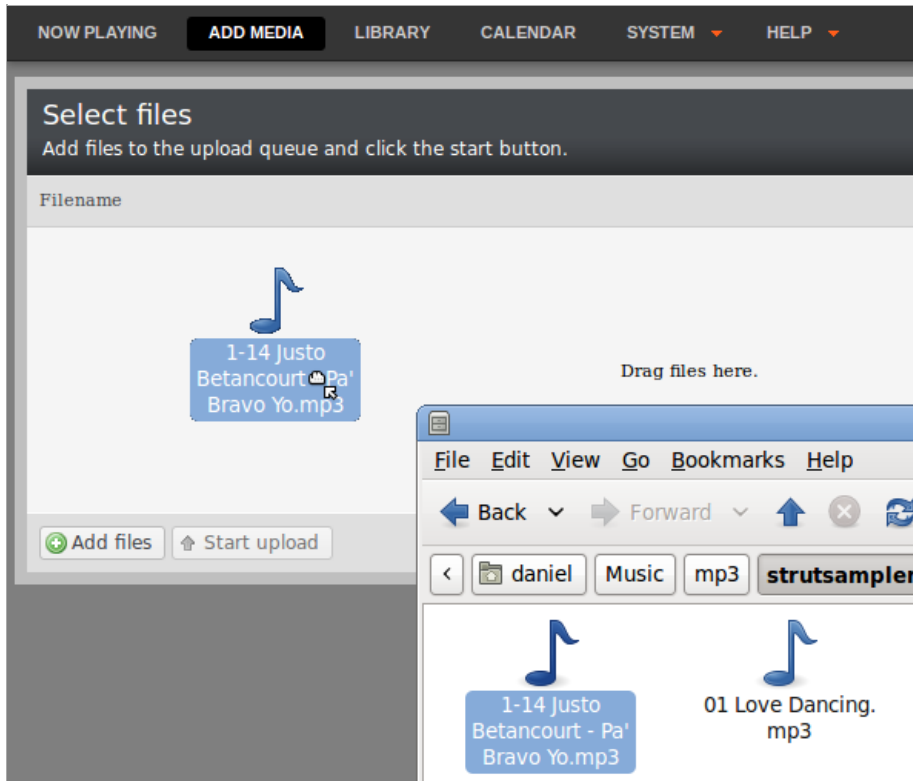 NOW PLAYING ADD MEDIA LIBRARY CALENDAR SYSTEM HELP
Select files
Add files to the upload queue and click the start button.
Filename
1-14 Justo
Betancourt - Pa'
Bravo Yo.mp3
Drag files here.
File Edit View Go Bookmarks Help
Back Forward
Add files Start upload
daniel Music mp3 strutsampler
1-14 Justo
Betancourt - Pa'
Bravo Yo.mp3
01 Love Dancing.
mp3